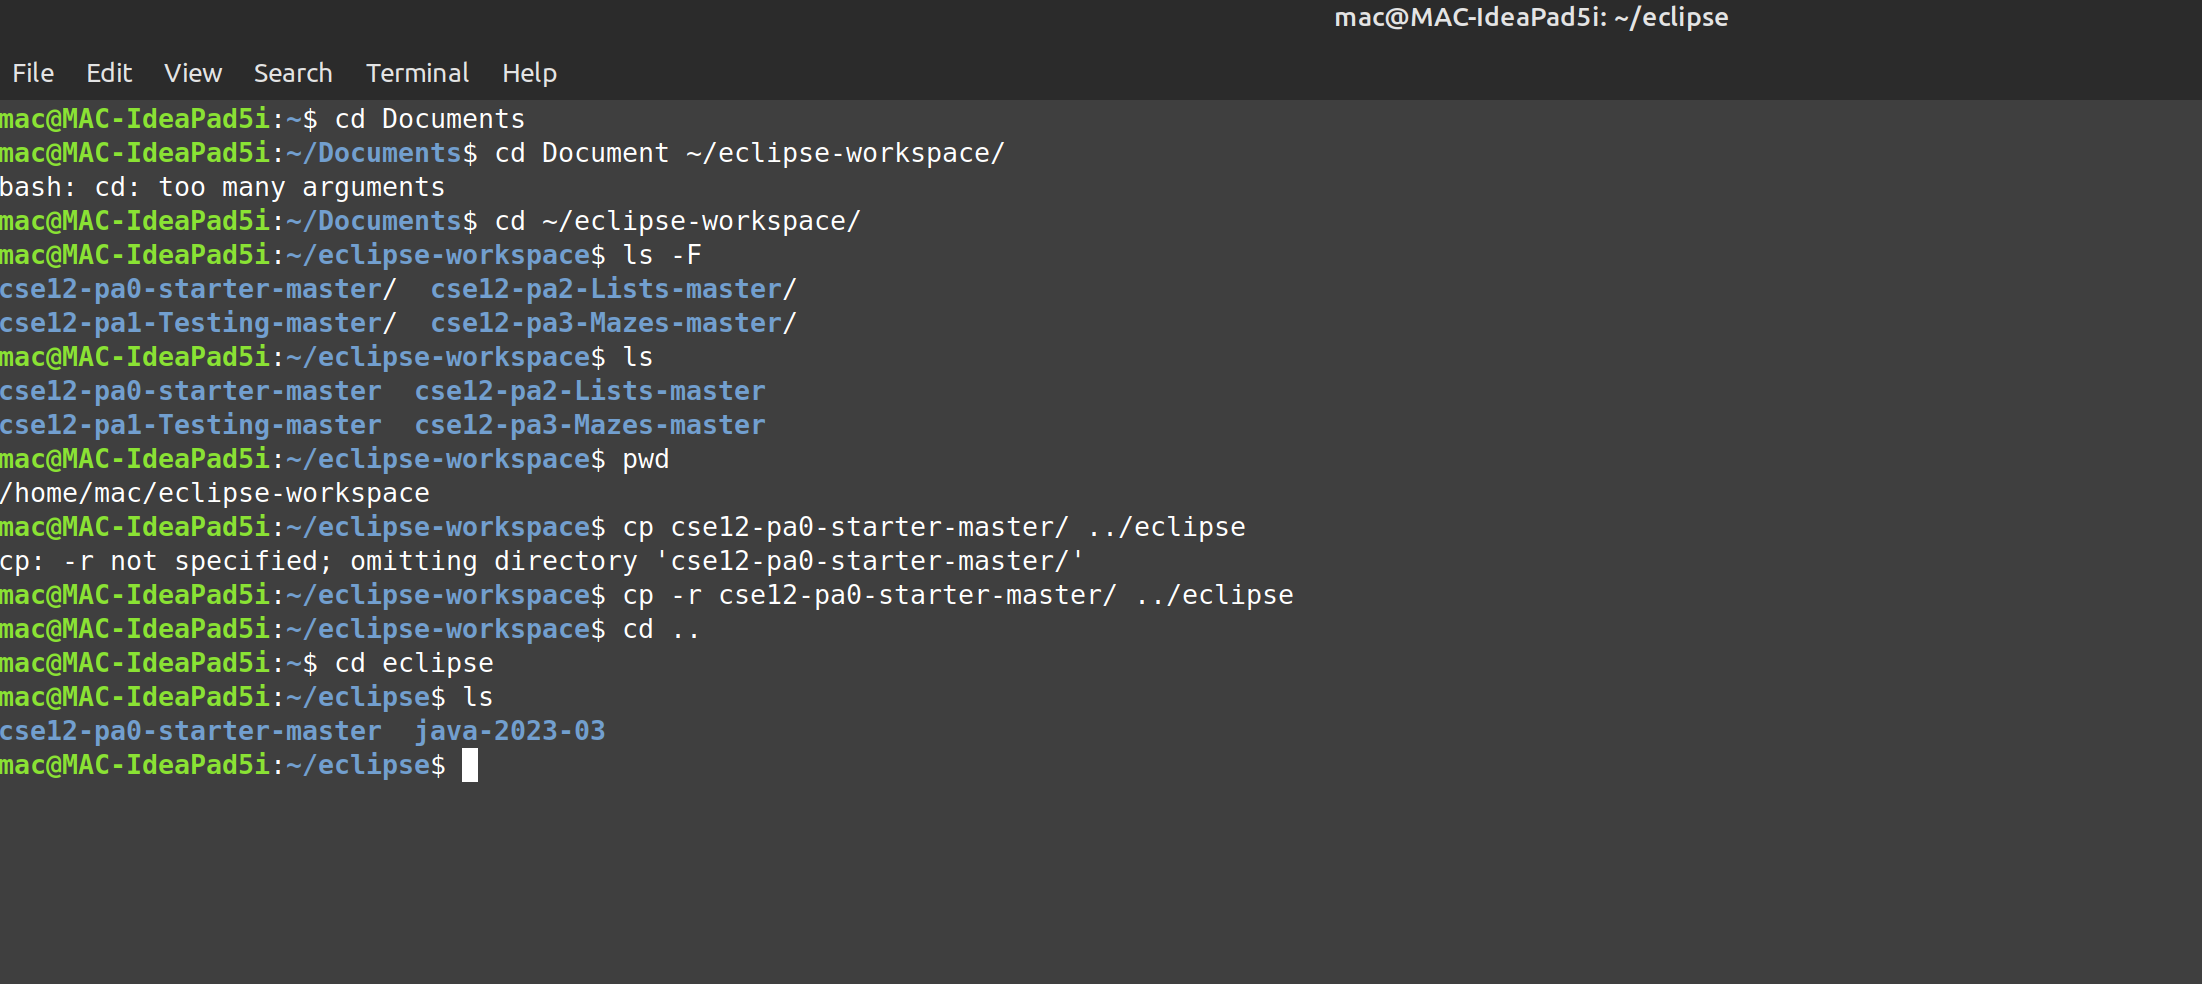 mac@MAC-IdeaPad5i: ~/eclipse
File Edit View Search Terminal Help
mac@MAC-IdeaPad5i:~$ cd Documents
mac@MAC-IdeaPad5i:~/Documents$ cd Document ~/eclipse-workspace/
bash: cd: too many arguments
mac@MAC-IdeaPad5i:~/Documents$ cd ~/eclipse-workspace/
mac@MAC-IdeaPad5i:~/eclipse-workspace$ ls -F
cse12-pa0-starter-master/  cse12-pa2-Lists-master/
cse12-pa1-Testing-master/  cse12-pa3-Mazes-master/
mac@MAC-IdeaPad5i:~/eclipse-workspace$ ls
cse12-pa0-starter-master  cse12-pa2-Lists-master
cse12-pa1-Testing-master  cse12-pa3-Mazes-master
mac@MAC-IdeaPad5i:~/eclipse-workspace$ pwd
/home/mac/eclipse-workspace
mac@MAC-IdeaPad5i:~/eclipse-workspace$ cp cse12-pa0-starter-master/ ../eclipse
cp: -r not specified; omitting directory 'cse12-pa0-starter-master/'
mac@MAC-IdeaPad5i:~/eclipse-workspace$ cp -r cse12-pa0-starter-master/ ../eclipse
mac@MAC-IdeaPad5i:~/eclipse-workspace$ cd ..
mac@MAC-IdeaPad5i:~$ cd eclipse
mac@MAC-IdeaPad5i:~/eclipse$ ls
cse12-pa0-starter-master  java-2023-03
mac@MAC-IdeaPad5i:~/eclipse$